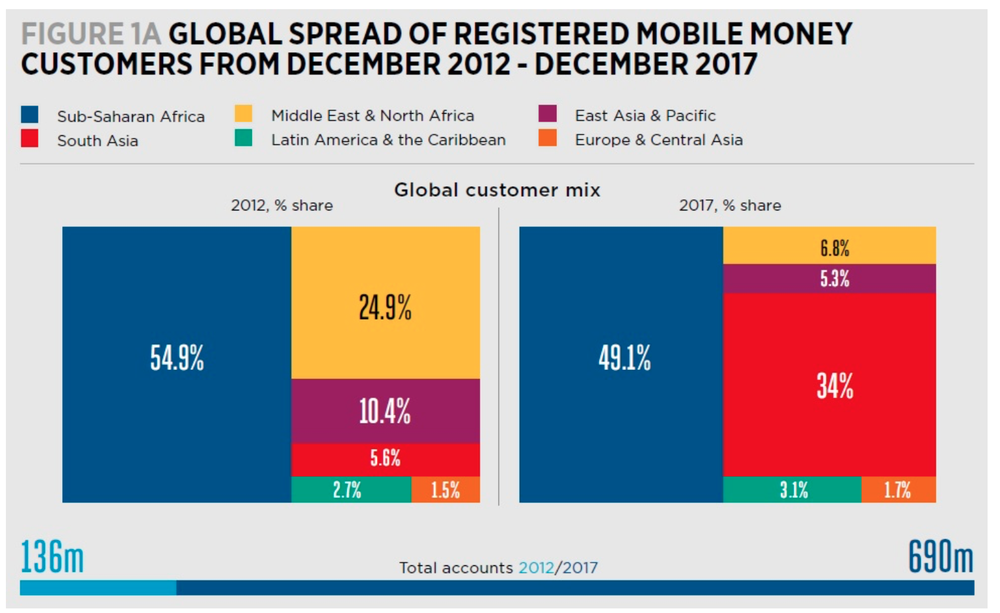 FIGURE 1A GLOBAL SPREAD OF REGISTERED MOBILE MONEY
CUSTOMERS FROM DECEMBER 2012 - DECEMBER 2017
Sub-Saharan Africa
Middle East & North Africa
East Asia & Pacific
South Asia
Latin America & the Caribbean
Europe & Central Asia
Global customer mix
2012, % share
2017, % share
54.9%
24.9%
10.4%
5.6%
2.7%
1.5%
49.1%
6.8%
5.3%
34%
3.1%
1.7%
136m
Total accounts 2012/2017
690m